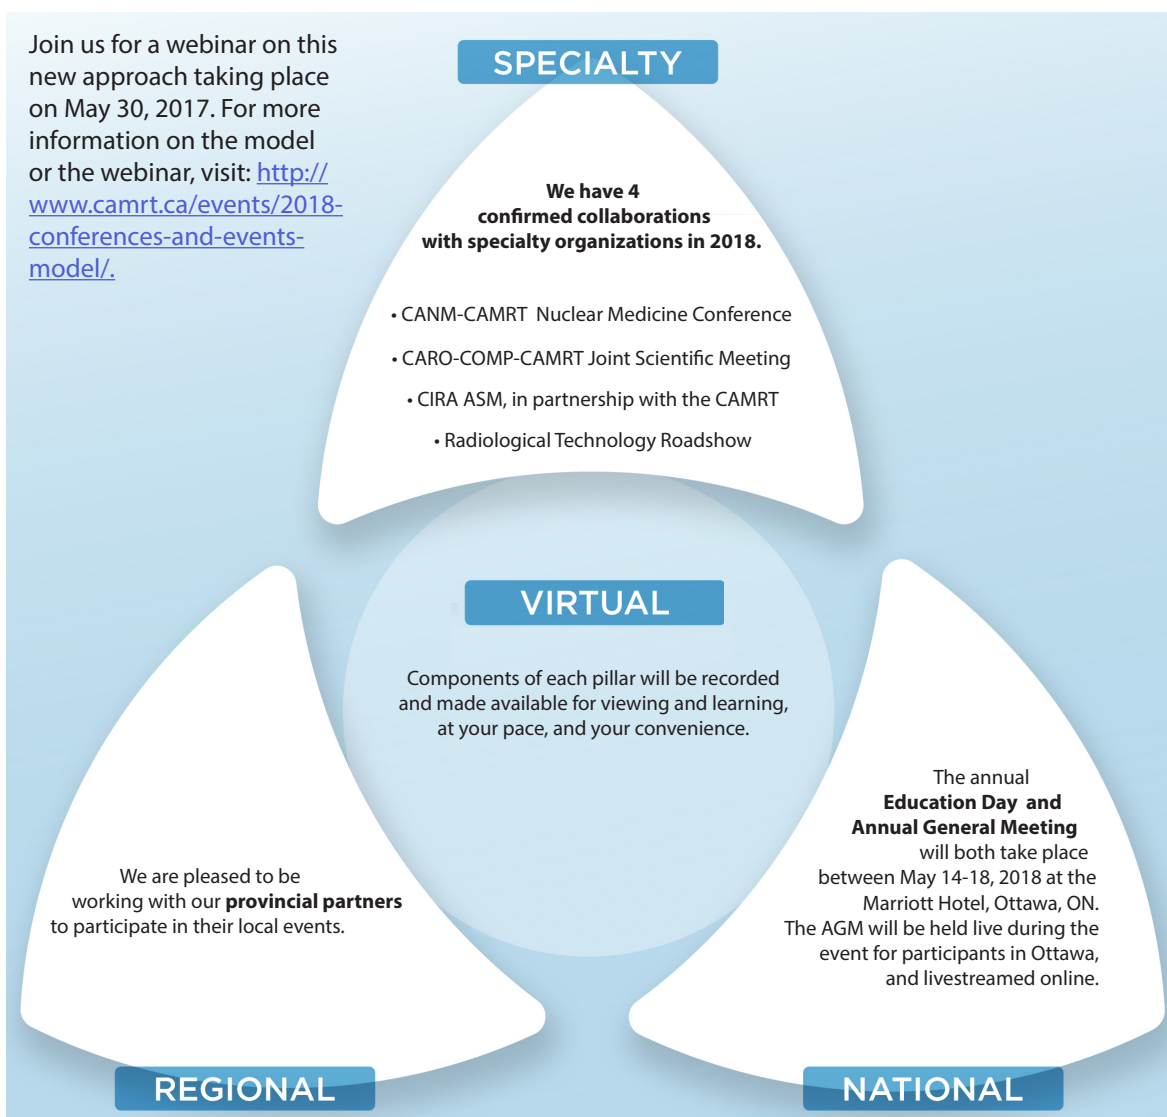 Join us for a webinar on this
new approach taking place
on May 30, 2017. For more
information on the model
or the webinar, visit: http://
www.camrt.ca/events/2018-
conferences-and-events-
model/.
SPECIALTY
We have 4
confirmed collaborations
with specialty organizations in 2018.
• CANM-CAMRT Nuclear Medicine Conference
• CARO-COMP-CAMRT Joint Scientific Meeting
• CIRA ASM, in partnership with the CAMRT
• Radiological Technology Roadshow
VIRTUAL
Components of each pillar will be recorded
and made available for viewing and learning,
at your pace, and your convenience.
We are pleased to be
working with our provincial partners
to participate in their local events.
REGIONAL
The annual
Education Day and
Annual General Meeting
will both take place
between May 14-18, 2018 at the
Marriott Hotel, Ottawa, ON.
The AGM will be held live during the
event for participants in Ottawa,
and livestreamed online.
NATIONAL